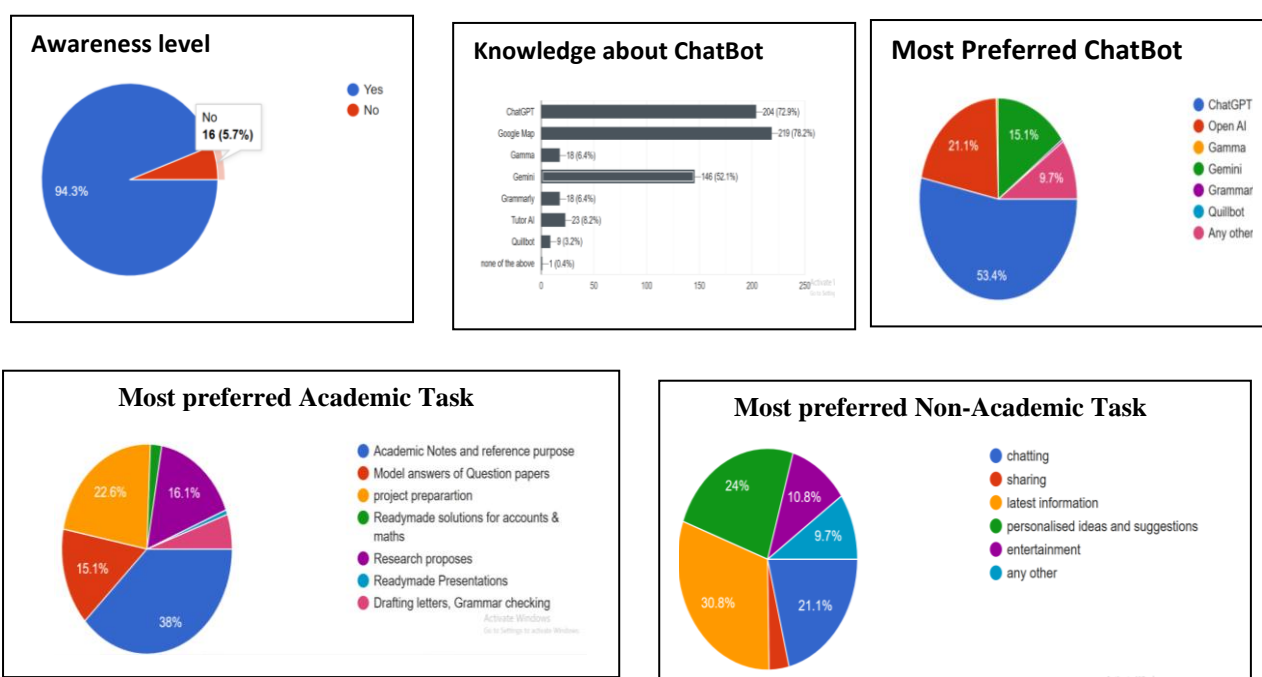 Awareness level
Yes
No
No
16 (5.7%)
94.3%
Knowledge about ChatBot
ChatGPT
204 (72.9%)
Google Map
219 (78.2%)
Gamma
18 (6.4%)
Gemini
146 (52.1%)
Grammarly
18 (6.4%)
Tutor AI
23 (8.2%)
Quillbot
9 (3.2%)
none of the above
1 (0.4%)
0 50 100 150 200 250
Most Preferred ChatBot
ChatGPT
Open AI
Gamma
Gemini
Grammar
Quillbot
Any other
21.1%
15.1%
9.7%
53.4%
Most preferred Academic Task
Academic Notes and reference purpose
Model answers of Question papers
project preparartion
Readymade solutions for accounts &
maths
Research proposes
Readymade Presentations
Drafting letters, Grammar checking
22.6%
16.1%
15.1%
38%
Activate Windows
Go to Settings to activate Windows.
Most preferred Non-Academic Task
chatting
sharing
latest information
personalised ideas and suggestions
entertainment
any other
24%
10.8%
9.7%
30.8%
21.1%